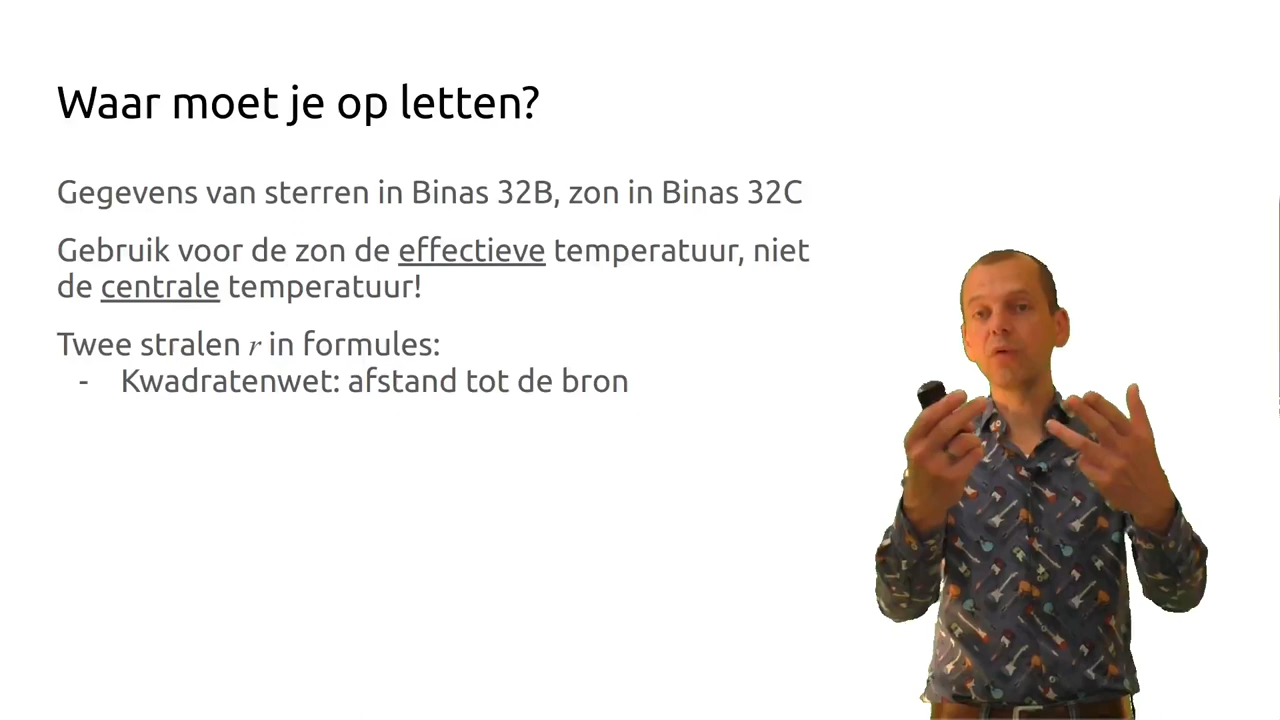 Waar moet je op letten?
Gegevens van sterren in Binas 32B, zon in Binas 32C
Gebruik voor de zon de effectieve temperatuur, niet
de centrale temperatuur!
Twee stralen r in formules:
- Kwadratenwet: afstand tot de bron